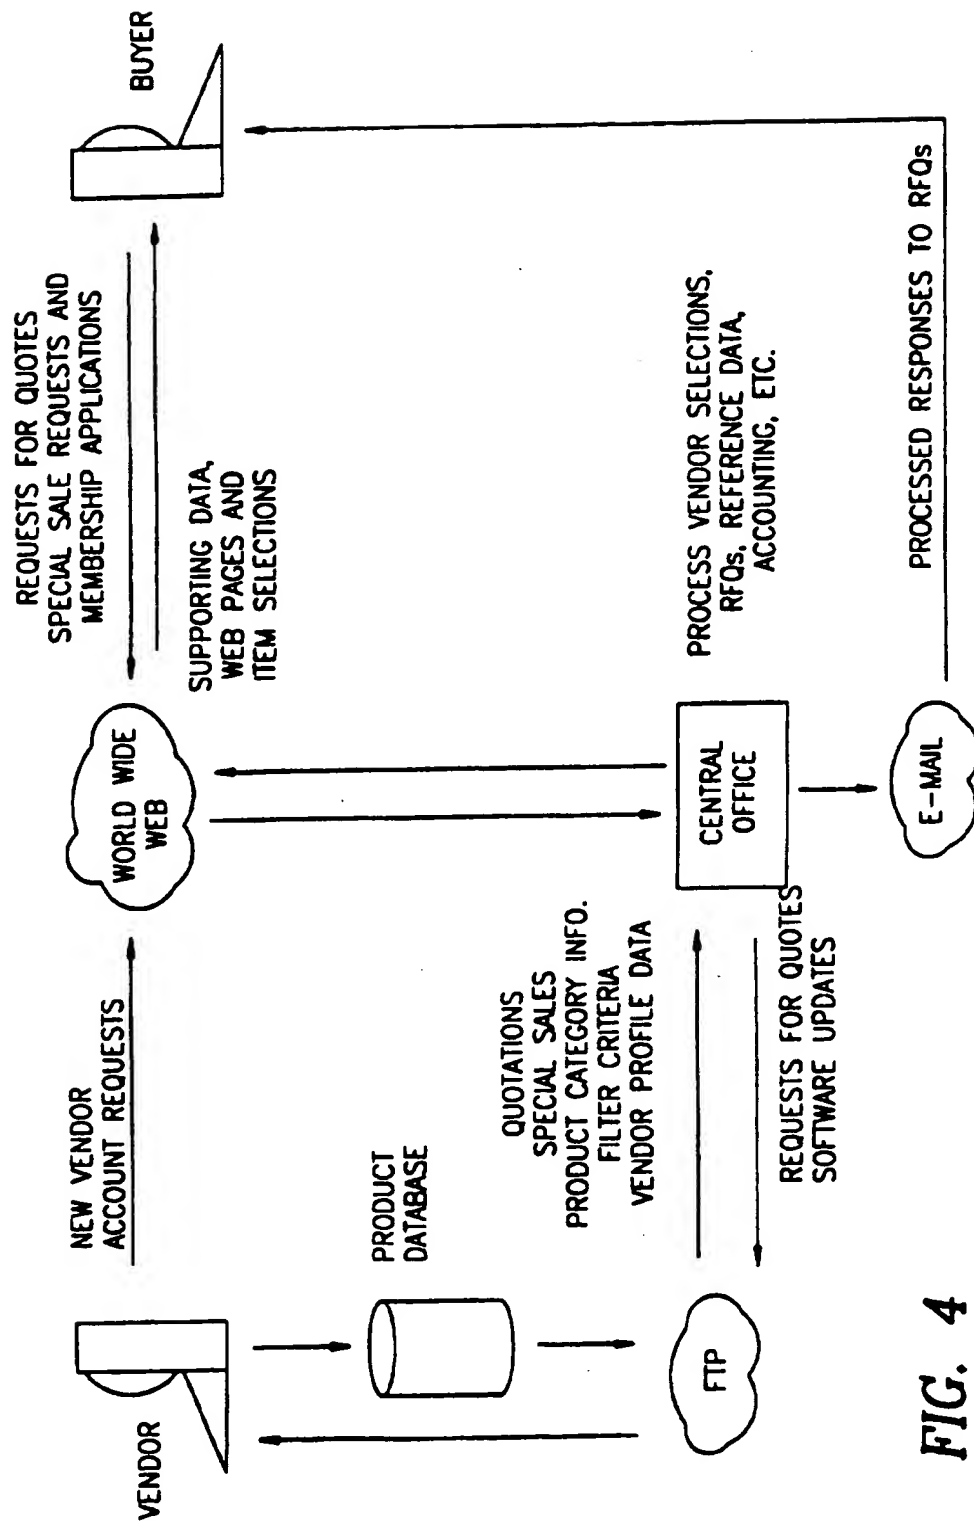 NEW VENDOR
ACCOUNT REQUESTS
REQUESTS FOR QUOTES
SPECIAL SALE REQUESTS AND
MEMBERSHIP APPLICATIONS
VENDOR
WORLD WIDE
WEB
BUYER
SUPPORTING DATA,
WEB PAGES AND
ITEM SELECTIONS
PRODUCT
DATABASE
QUOTATIONS
SPECIAL SALES
PRODUCT CATEGORY INFO.
FILTER CRITERIA
VENDOR PROFILE DATA
PROCESS VENDOR SELECTIONS,
RFQs, REFERENCE DATA,
ACCOUNTING, ETC.
FTP
CENTRAL
OFFICE
REQUESTS FOR QUOTES
SOFTWARE UPDATES
E-MAIL
PROCESSED RESPONSES TO RFQs
FIG. 4